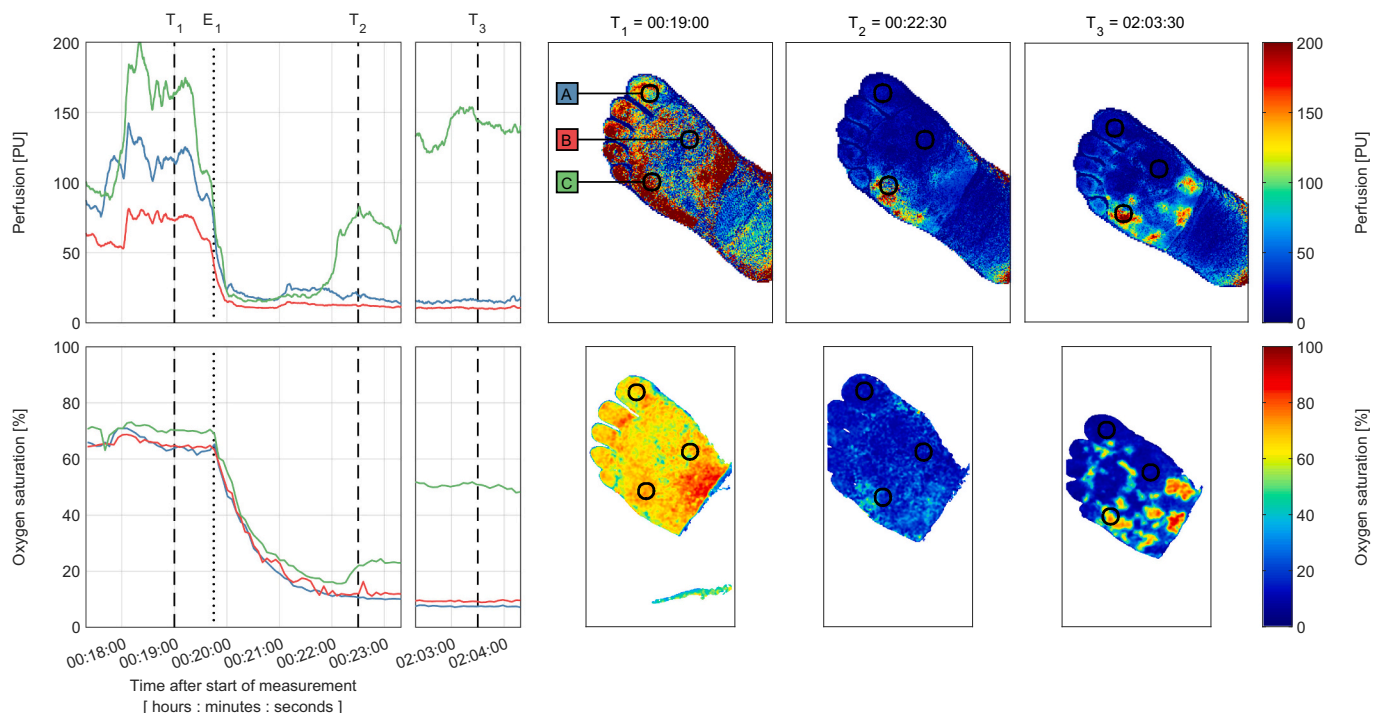 T1 E1 T2 T3
T1 = 00:19:00
T2 = 00:22:30
T3 = 02:03:30
200
150
100
50
0
Perfusion [PU]
A
B
C
200
150
100
50
0
Perfusion [PU]
100
80
60
40
20
0
Oxygen saturation [%]
00:18:00 00:19:00 00:20:00 00:21:00 00:22:00 00:23:00 02:03:00 02:04:00
Time after start of measurement
[ hours : minutes : seconds ]
100
80
60
40
20
0
Oxygen saturation [%]